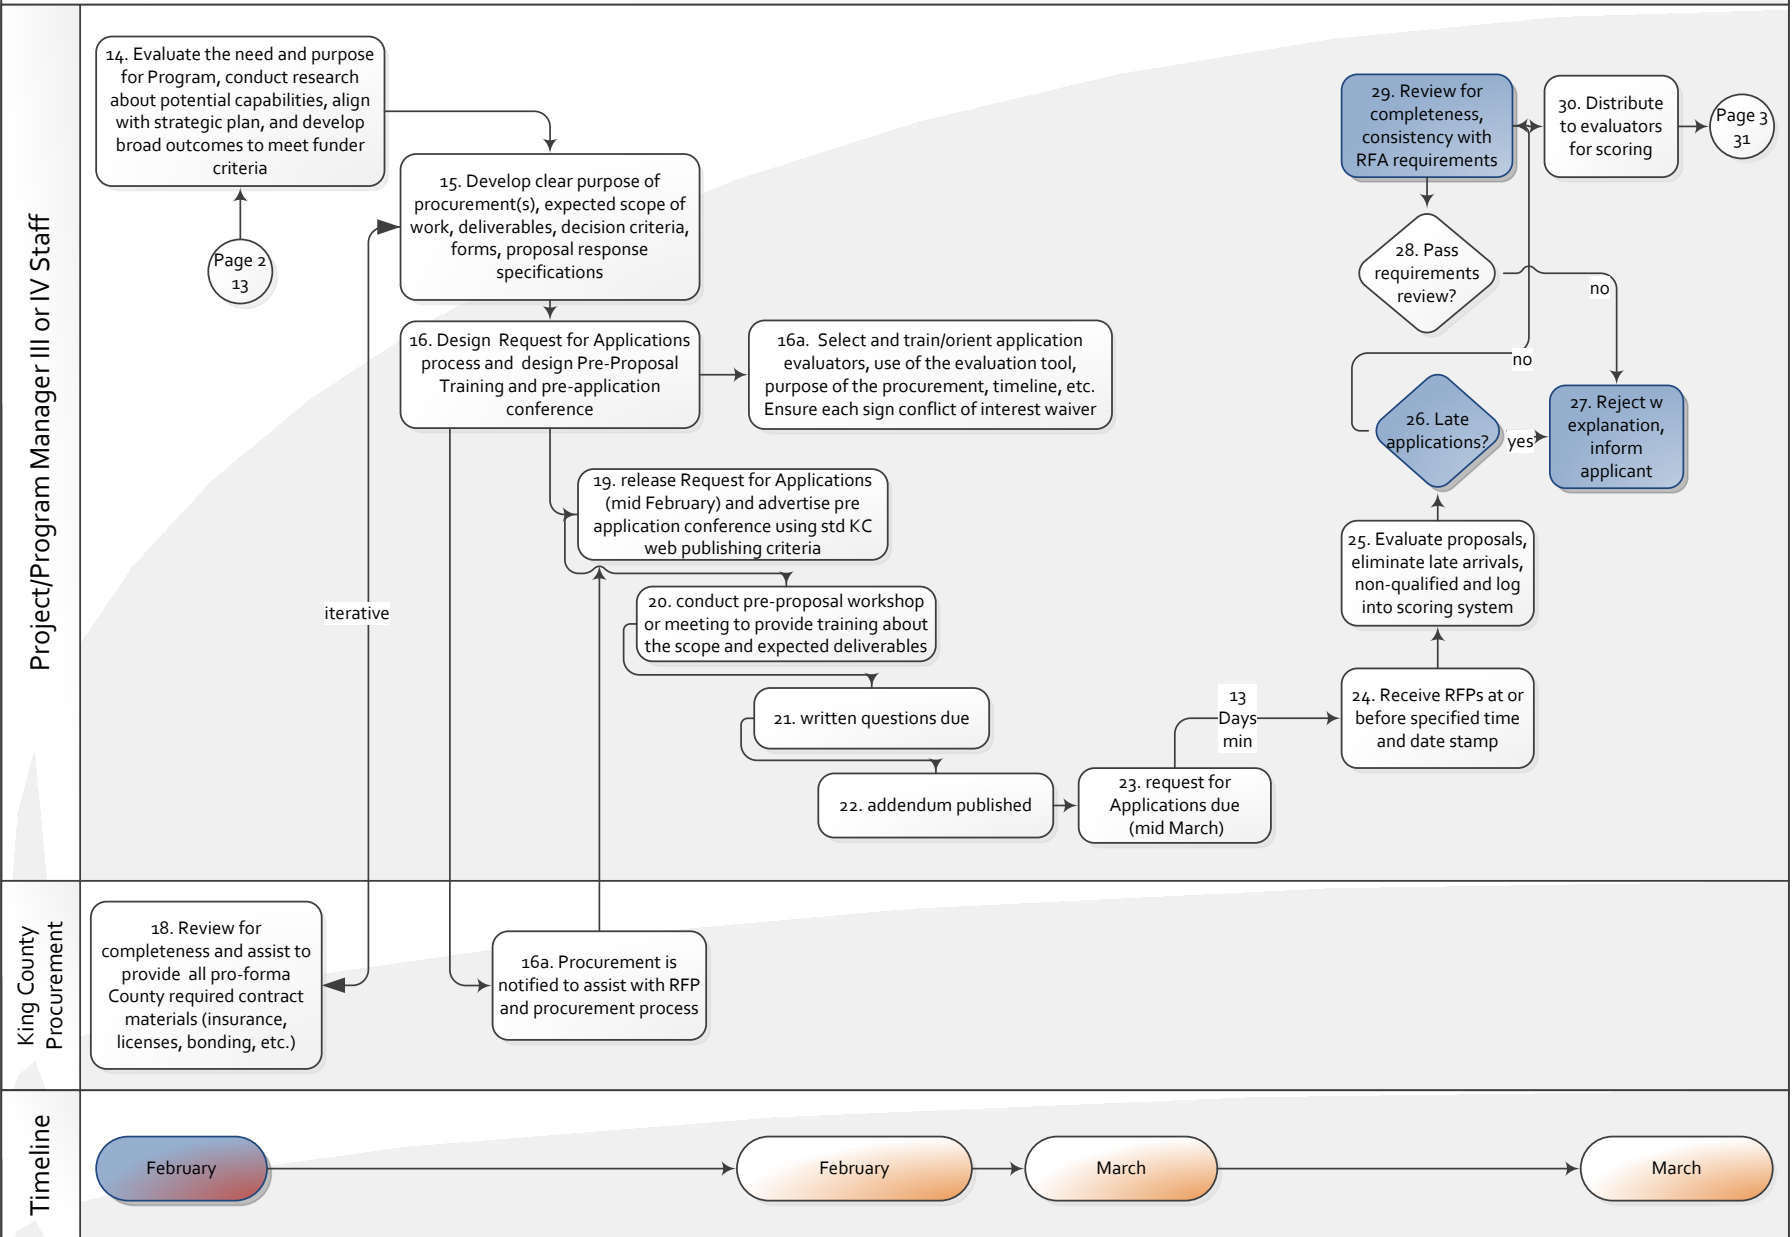 Project/Program Manager III or IV Staff
14. Evaluate the need and purpose
for Program, conduct research
about potential capabilities, align
with strategic plan, and develop
broad outcomes to meet funder
criteria
Page 2
13
15. Develop clear purpose of
procurement(s), expected scope of
work, deliverables, decision criteria,
forms, proposal response
specifications
16. Design  Request for Applications
process and  design Pre-Proposal
Training and pre-application
conference
16a.  Select and train/orient application
evaluators, use of the evaluation tool,
purpose of the procurement, timeline, etc.
Ensure each sign conflict of interest waiver
19. release Request for Applications
(mid February) and advertise pre
application conference using std KC
web publishing criteria
iterative
20. conduct pre-proposal workshop
or meeting to provide training about
the scope and expected deliverables
21. written questions due
22. addendum published
23. request for
Applications due
(mid March)
13
Days
min
24. Receive RFPs at or
before specified time
and date stamp
25. Evaluate proposals,
eliminate late arrivals,
non-qualified and log
into scoring system
26. Late
applications?
yes
no
27. Reject w
explanation,
inform
applicant
28. Pass
requirements
review?
no
29. Review for
completeness,
consistency with
RFA requirements
30. Distribute
to evaluators
for scoring
Page 3
31
King County
Procurement
18. Review for
completeness and assist to
provide  all pro-forma
County required contract
materials (insurance,
licenses, bonding, etc.)
16a. Procurement is
notified to assist with RFP
and procurement process
Timeline
February
February
March
March